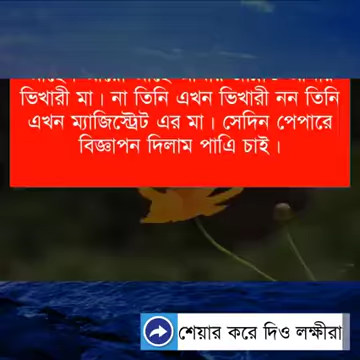 ভিখারী মা। না তিনি এখন ভিখারী নন তিনি
এখন ম্যাজিস্ট্রেট এর মা। সেদিন পেপারে
বিজ্ঞাপন দিলাম পাএি চাই।
শেয়ার করে দিও লক্ষীরা